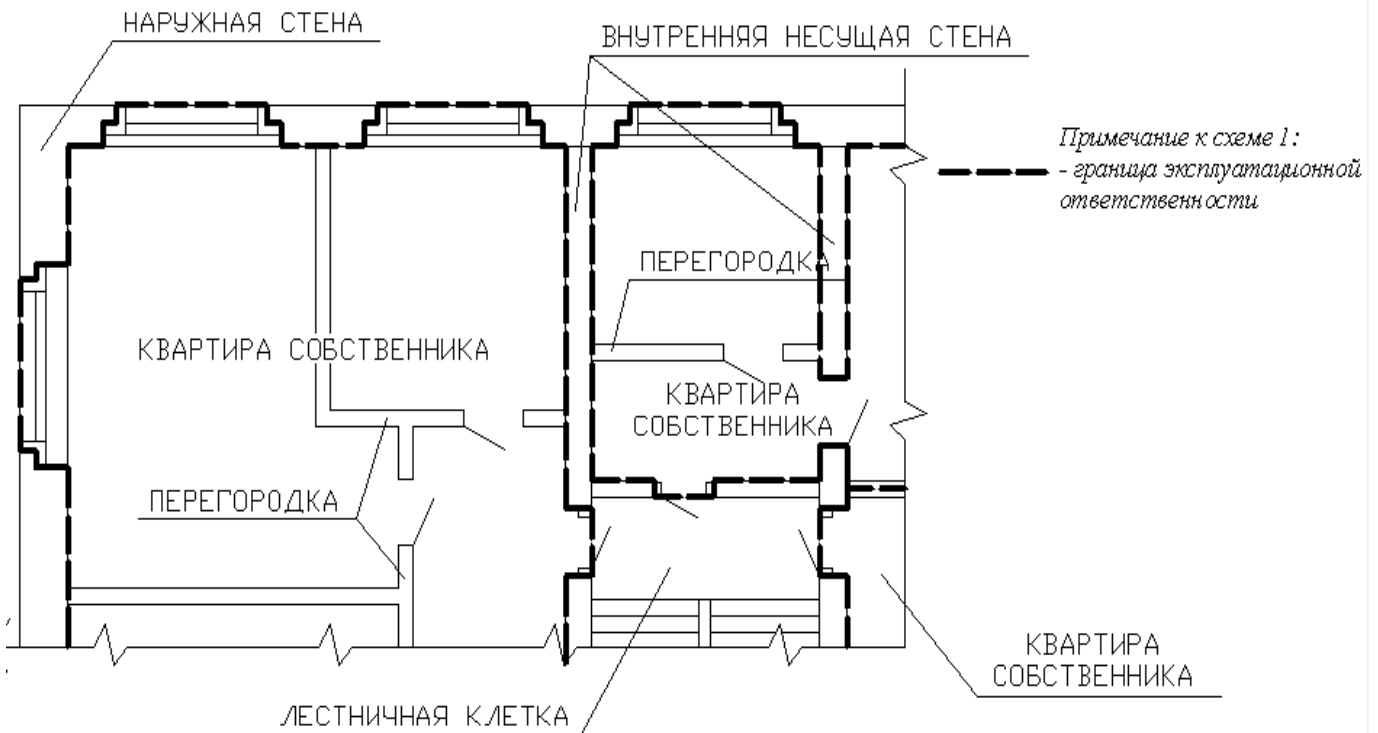 НАРУЖНАЯ СТЕНА
ВНУТРЕННЯЯ НЕСУЩАЯ СТЕНА
Примечание к схеме 1:
- граница эксплуатационной
ответственности
ПЕРЕГОРОДКА
КВАРТИРА СОБСТВЕННИКА
КВАРТИРА
СОБСТВЕННИКА
ПЕРЕГОРОДКА
КВАРТИРА
СОБСТВЕННИКА
ЛЕСТНИЧНАЯ КЛЕТКА